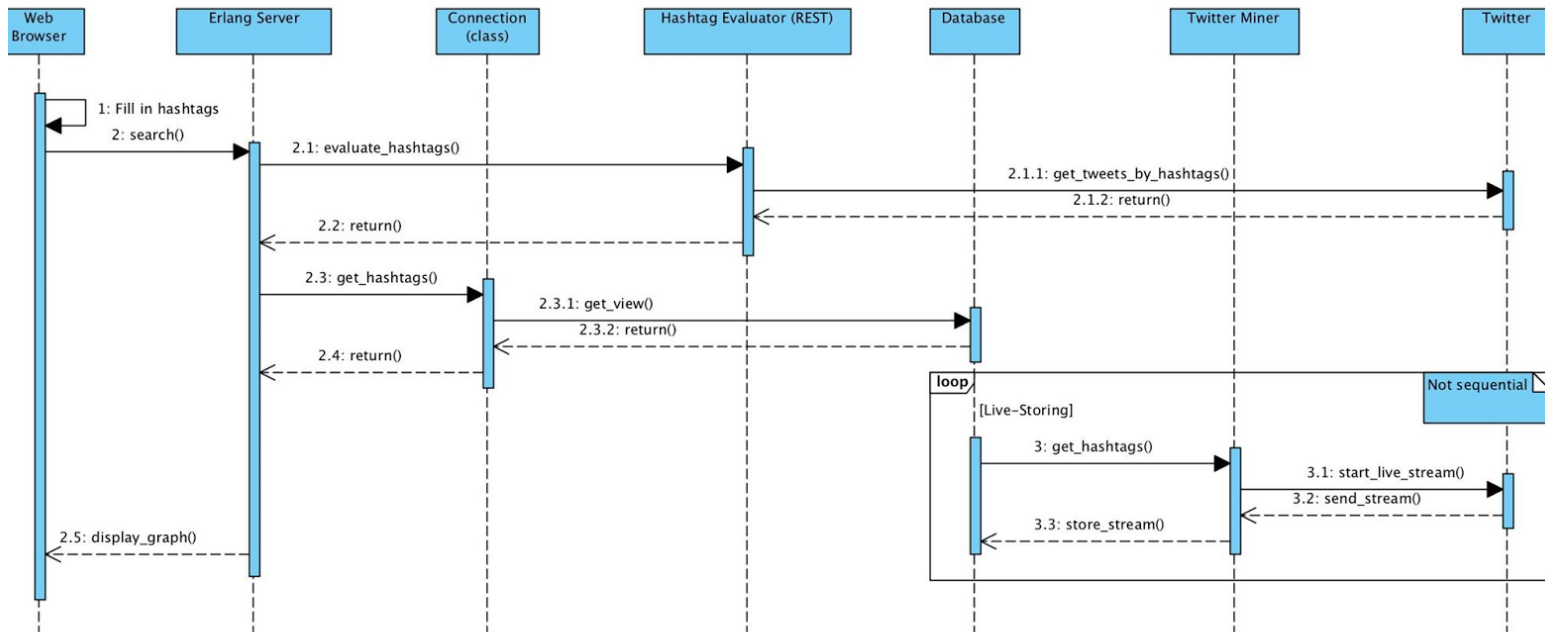 Web
Browser
Erlang Server
Connection
(class)
Hashtag Evaluator (REST)
Database
Twitter Miner
Twitter
1: Fill in hashtags
2: search()
2.1: evaluate_hashtags()
2.1.1: get_tweets_by_hashtags()
2.1.2: return()
2.2: return()
2.3: get_hashtags()
2.3.1: get_view()
2.3.2: return()
2.4: return()
loop
Not sequential
[Live-Storing]
3: get_hashtags()
3.1: start_live_stream()
3.2: send_stream()
3.3: store_stream()
2.5: display_graph()